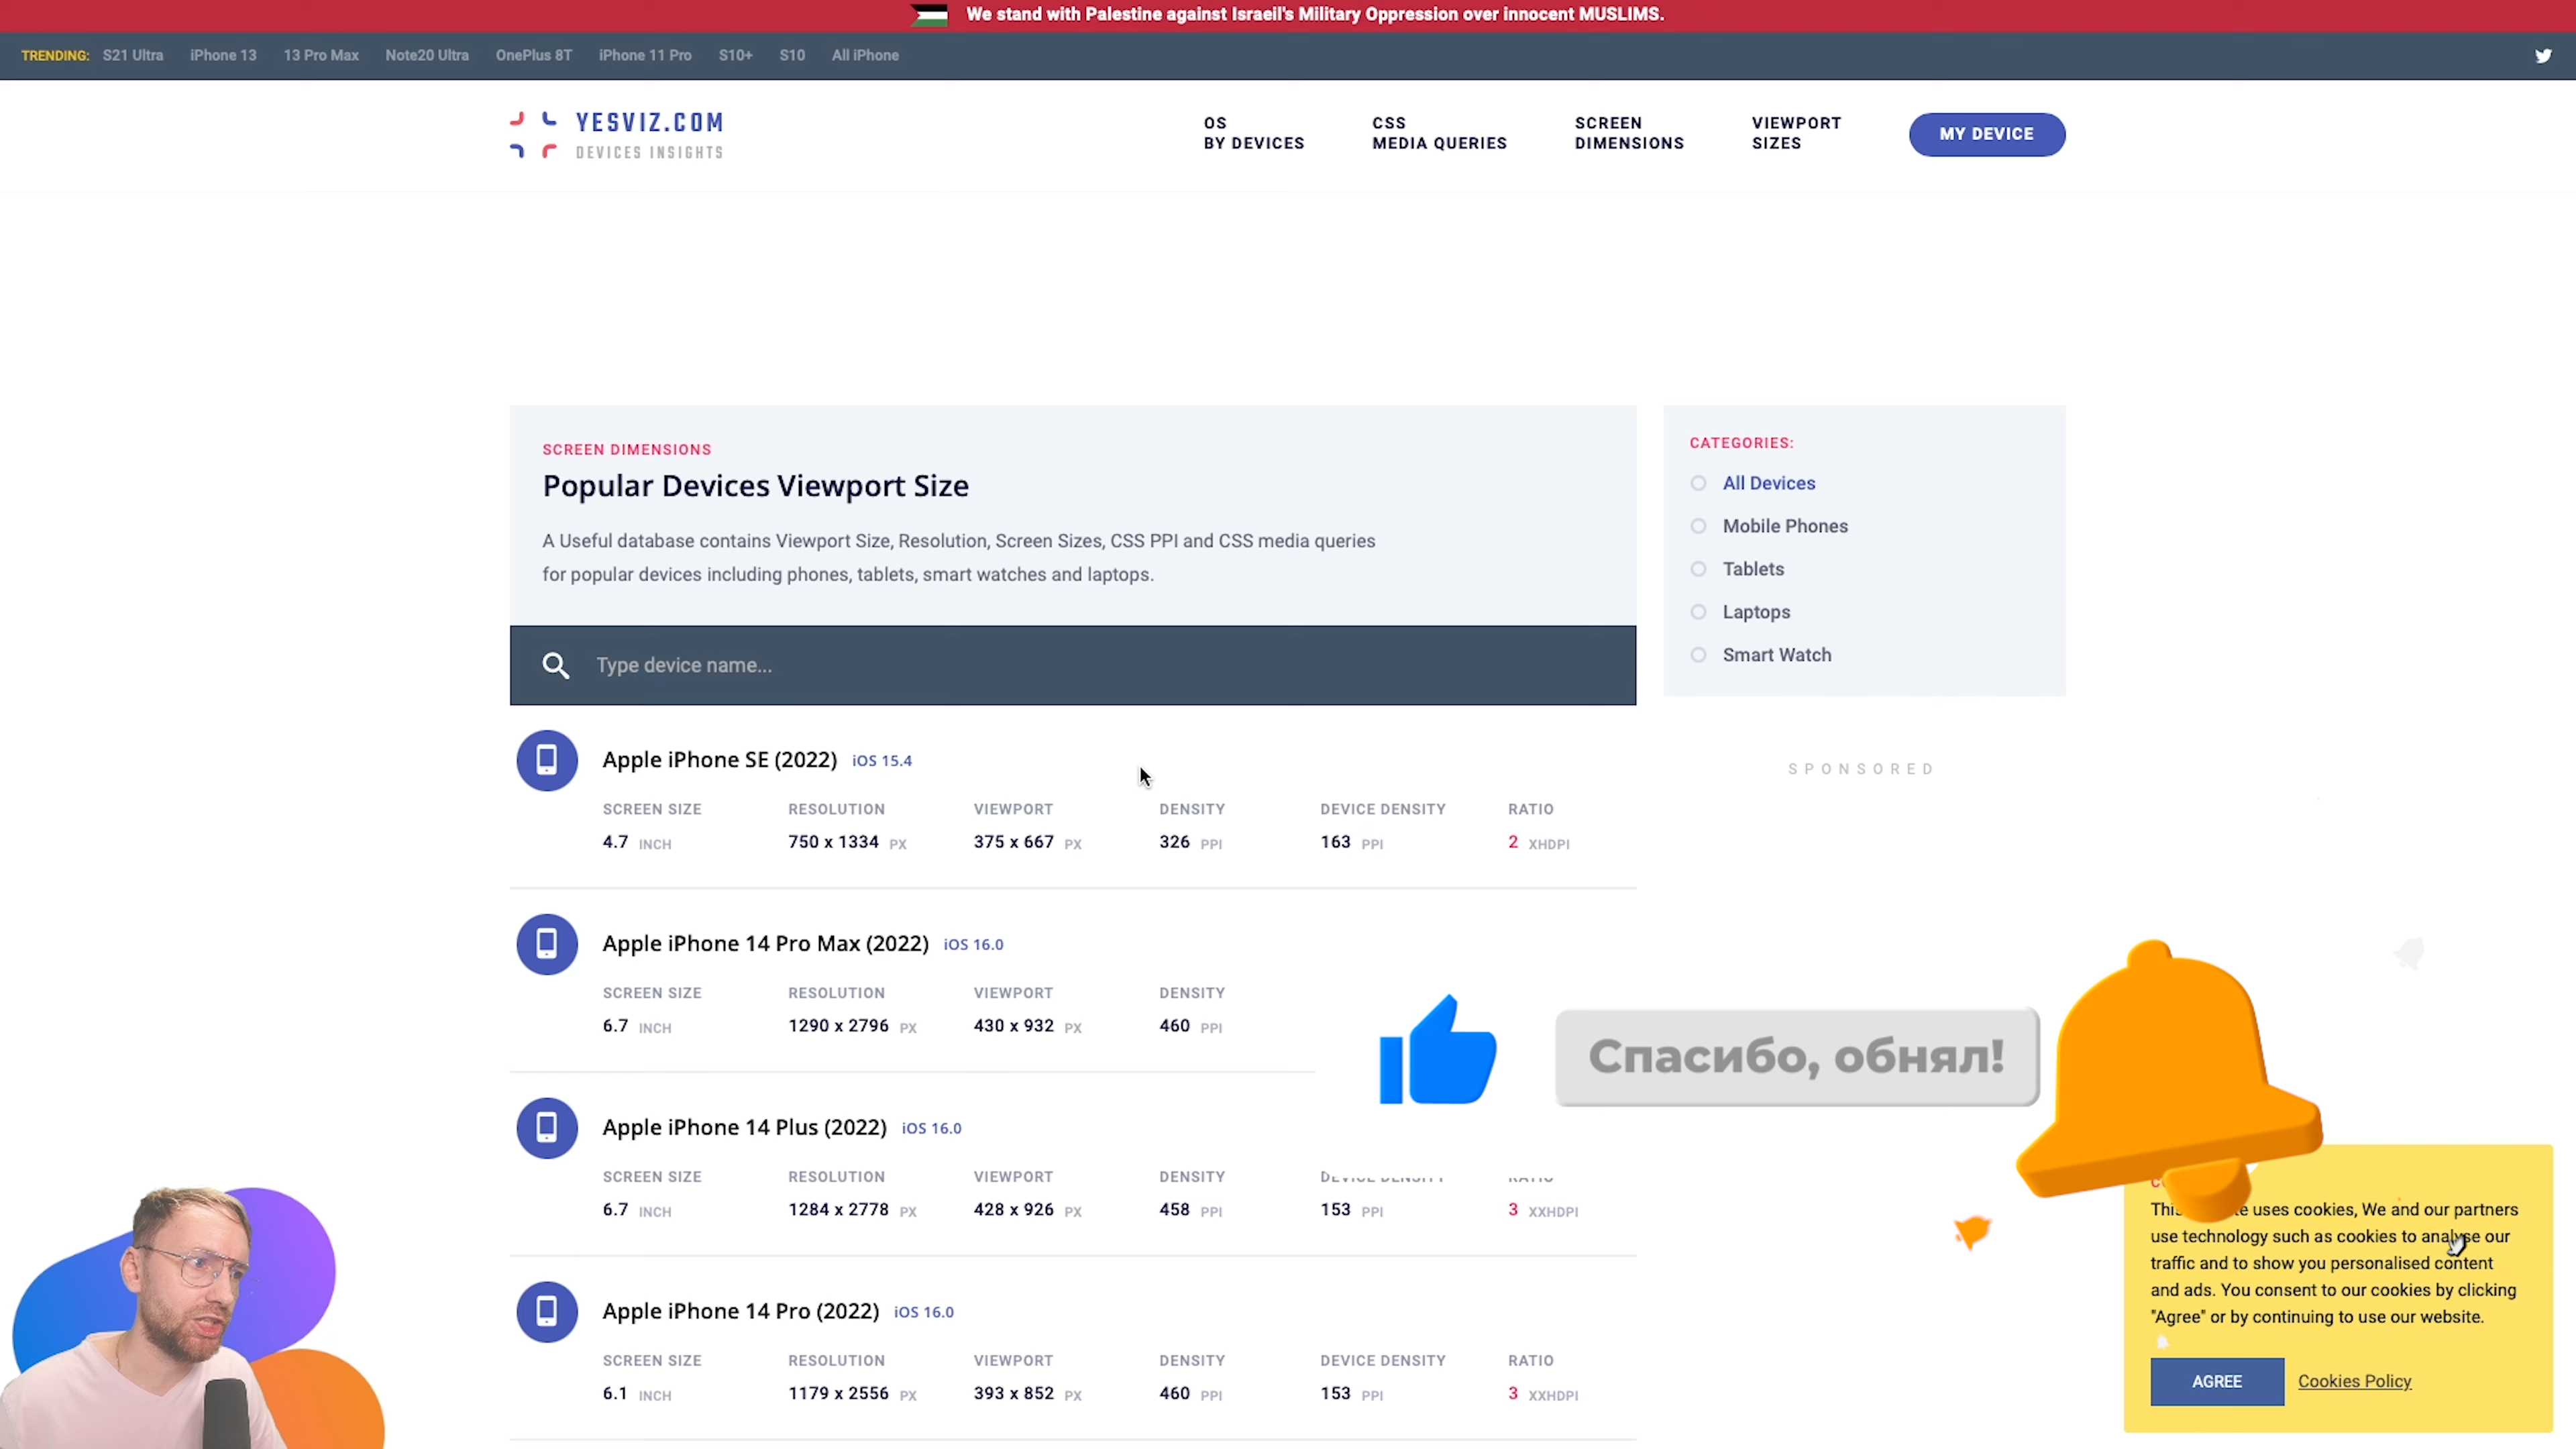 We stand with Palestine against Israeil's Military Oppression over innocent MUSLIMS.
TRENDING: S21 Ultra iPhone 13 13 Pro Max Note20 Ultra OnePlus 8T iPhone 11 Pro S10+ S10 All iPhone
YESVIZ.COM
DEVICES INSIGHTS
OS
BY DEVICES
CSS
MEDIA QUERIES
SCREEN
DIMENSIONS
VIEWPORT
SIZES
MY DEVICE
SCREEN DIMENSIONS
Popular Devices Viewport Size
A Useful database contains Viewport Size, Resolution, Screen Sizes, CSS PPI and CSS media queries
for popular devices including phones, tablets, smart watches and laptops.
Type device name...
CATEGORIES:
All Devices
Mobile Phones
Tablets
Laptops
Smart Watch
SPONSORED
Apple iPhone SE (2022) iOS 15.4
SCREEN SIZE RESOLUTION VIEWPORT DENSITY DEVICE DENSITY RATIO
4.7 INCH 750 x 1334 PX 375 x 667 PX 326 PPI 163 PPI 2 XHDPI
Apple iPhone 14 Pro Max (2022) iOS 16.0
SCREEN SIZE RESOLUTION VIEWPORT DENSITY
6.7 INCH 1290 x 2796 PX 430 x 932 PX 460 PPI
Спасибо, обнял!
Apple iPhone 14 Plus (2022) iOS 16.0
SCREEN SIZE RESOLUTION VIEWPORT DENSITY DEVICE DENSITY RATIO
6.7 INCH 1284 x 2778 PX 428 x 926 PX 458 PPI 153 PPI 3 XXHDPI
Apple iPhone 14 Pro (2022) iOS 16.0
SCREEN SIZE RESOLUTION VIEWPORT DENSITY DEVICE DENSITY RATIO
6.1 INCH 1179 x 2556 PX 393 x 852 PX 460 PPI 153 PPI 3 XXHDPI
uses cookies, We and our partners
use technology such as cookies to analyse our
traffic and to show you personalised content
and ads. You consent to our cookies by clicking
"Agree" or by continuing to use our website.
AGREE Cookies Policy